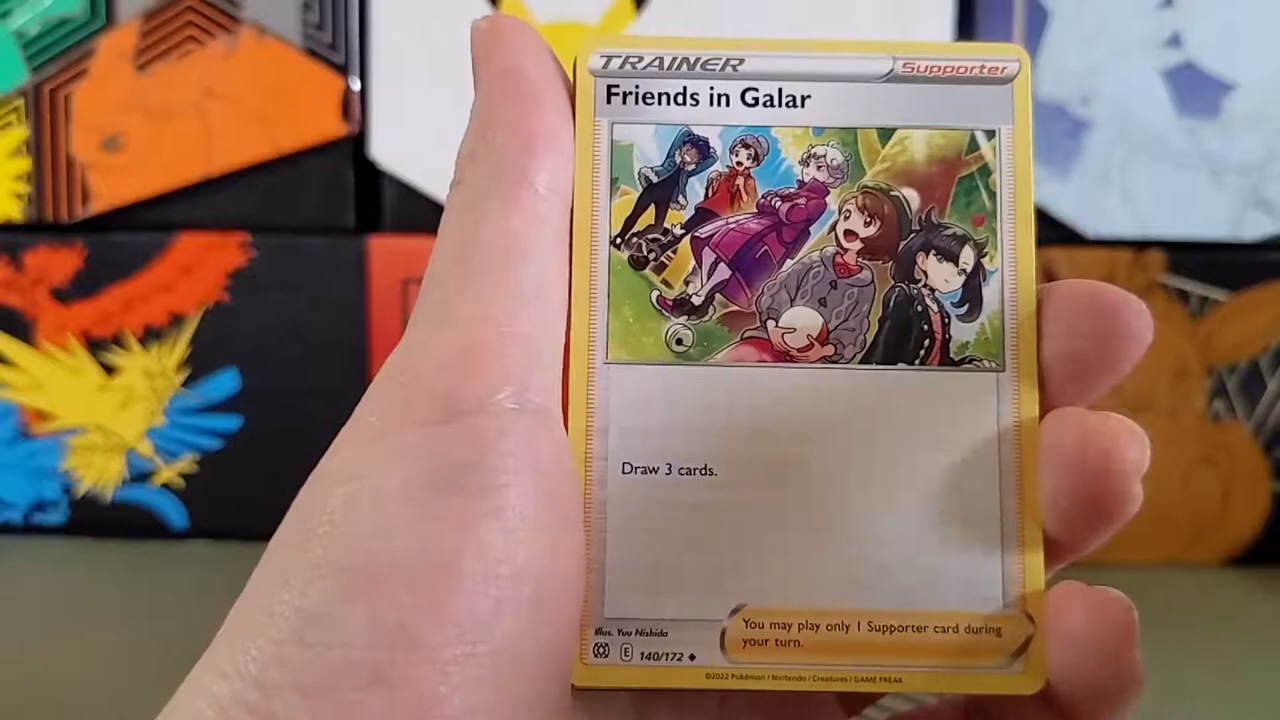 TRAINER
Supporter
Friends in Galar
Draw 3 cards.
You may play only 1 Supporter card during
your turn.
Illus. Yuu Nishida
E
140/172
©2022 Pokémon / Nintendo / Creatures / GAME FREAK